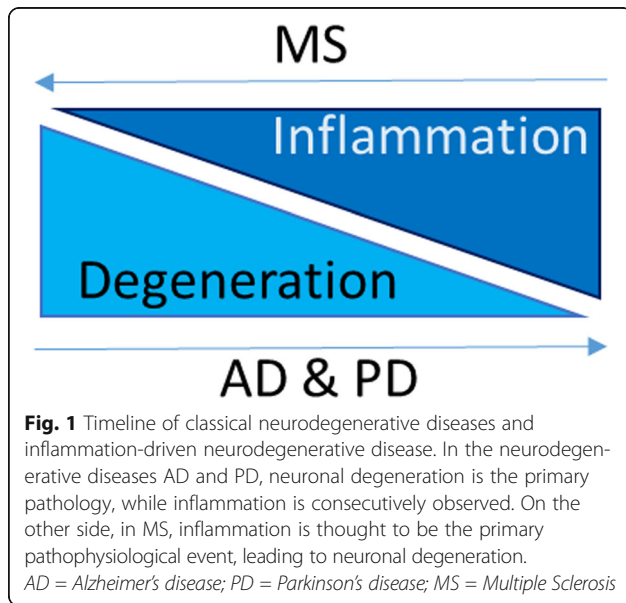 MS
Inflammation
Degeneration
AD & PD
Fig. 1 Timeline of classical neurodegenerative diseases and
inflammation-driven neurodegenerative disease. In the neurodegen-
erative diseases AD and PD, neuronal degeneration is the primary
pathology, while inflammation is consecutively observed. On the
other side, in MS, inflammation is thought to be the primary
pathophysiological event, leading to neuronal degeneration.
AD = Alzheimer's disease; PD = Parkinson's disease; MS = Multiple Sclerosis